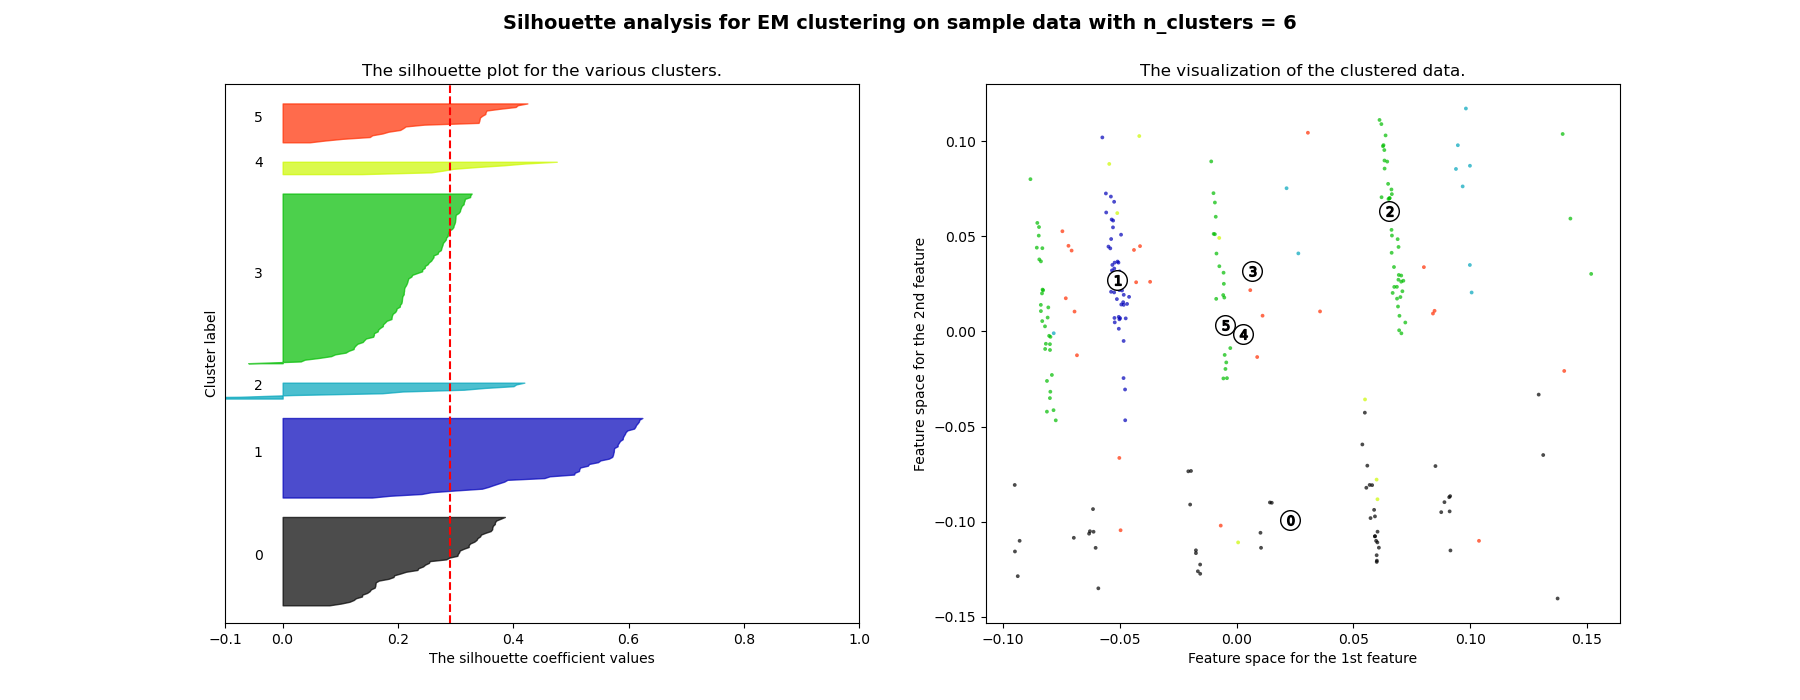 Silhouette analysis for EM clustering on sample data with n_clusters = 6
The silhouette plot for the various clusters.
Cluster label
5
4
3
2
1
0
−0.1 0.0 0.2 0.4 0.6 0.8 1.0
The silhouette coefficient values
The visualization of the clustered data.
Feature space for the 2nd feature
0.10
0.05
0.00
−0.05
−0.10
−0.15
2
3
1
5
4
0
−0.10 −0.05 0.00 0.05 0.10 0.15
Feature space for the 1st feature